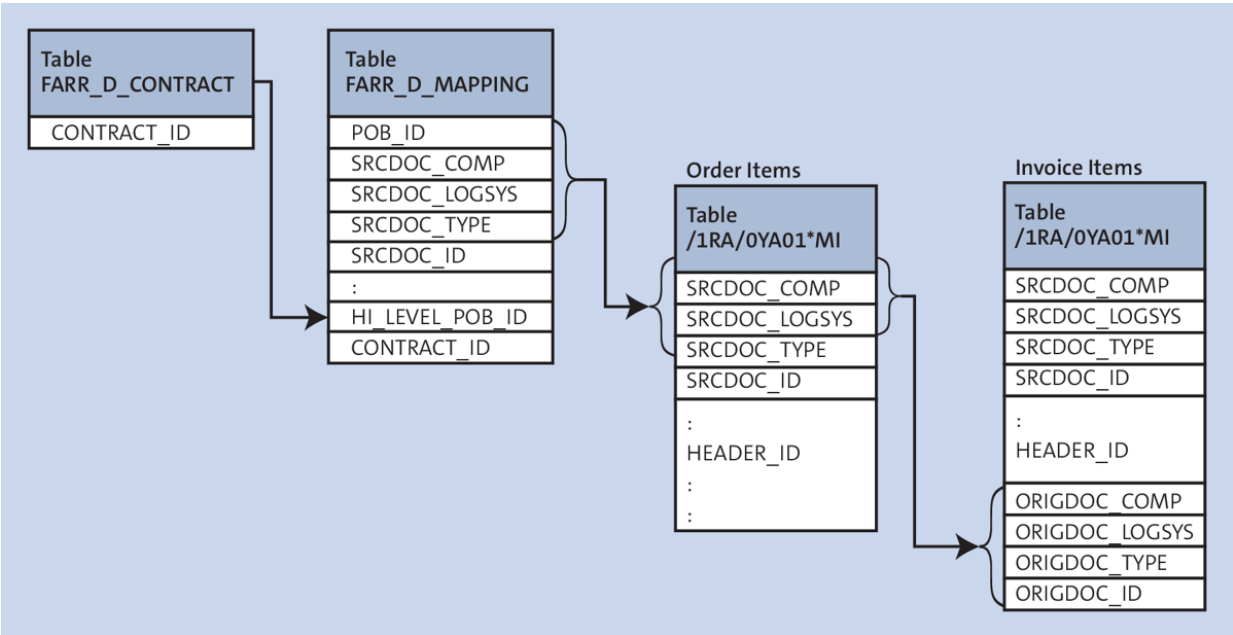 Table
FARR_D_CONTRACT
CONTRACT_ID
Table
FARR_D_MAPPING
POB_ID
SRCDOC_COMP
SRCDOC_LOGSYS
SRCDOC_TYPE
SRCDOC_ID
:
HI_LEVEL_POB_ID
CONTRACT_ID
Order Items
Table
/1RA/0YA01*MI
SRCDOC_COMP
SRCDOC_LOGSYS
SRCDOC_TYPE
SRCDOC_ID
:
HEADER_ID
:
:
Invoice Items
Table
/1RA/0YA01*MI
SRCDOC_COMP
SRCDOC_LOGSYS
SRCDOC_TYPE
SRCDOC_ID
:
HEADER_ID
ORIGDOC_COMP
ORIGDOC_LOGSYS
ORIGDOC_TYPE
ORIGDOC_ID